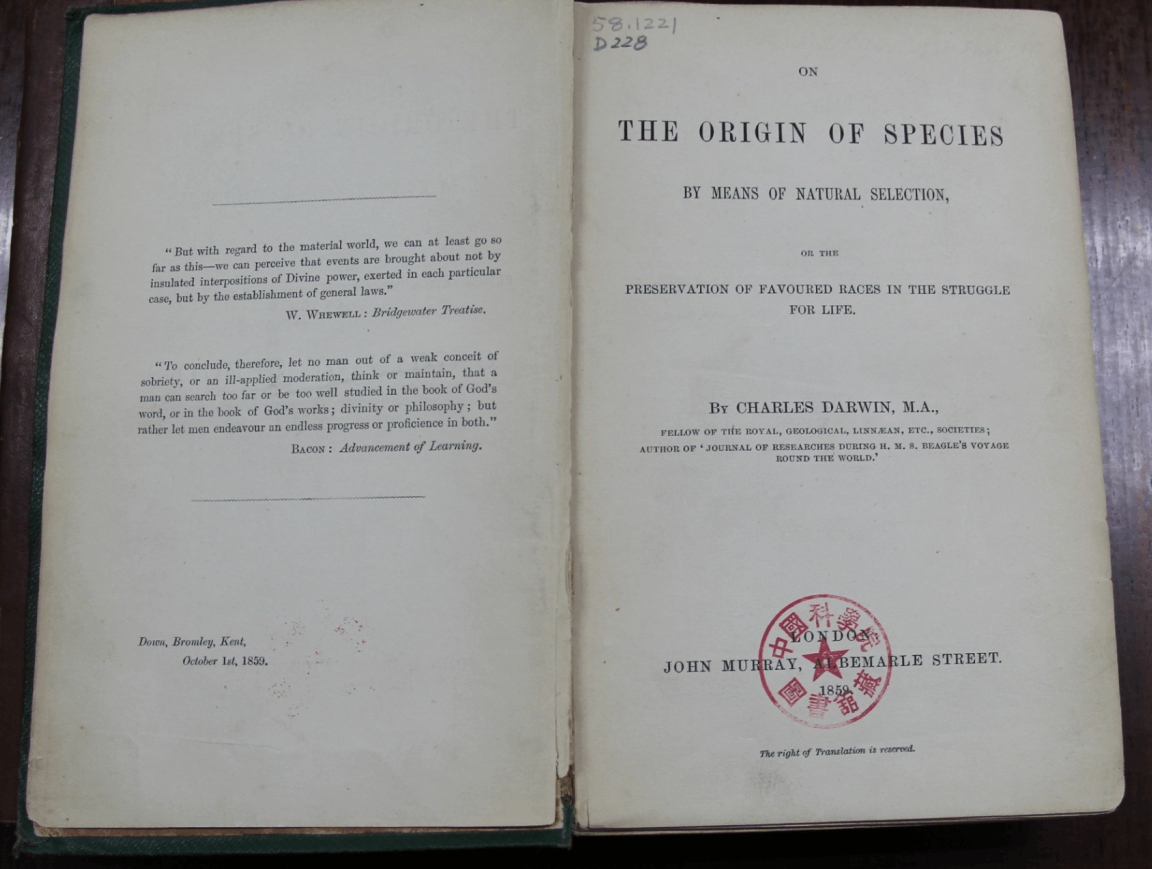 “But with regard to the material world, we can at least go so
far as this—we can perceive that events are brought about not by
insulated interpositions of Divine power, exerted in each particular
case, but by the establishment of general laws.”
W. WHEWELL : Bridgewater Treatise.
“To conclude, therefore, let no man out of a weak conceit of
sobriety, or an ill-applied moderation, think or maintain, that a
man can search too far or be too well studied in the book of God's
word, or in the book of God's works ; divinity or philosophy ; but
rather let men endeavour an endless progress or proficience in both.”
BACON : Advancement of Learning.
Down, Bromley, Kent,
October 1st, 1859.
58.1221
D228
ON
THE ORIGIN OF SPECIES
BY MEANS OF NATURAL SELECTION,
OR THE
PRESERVATION OF FAVOURED RACES IN THE STRUGGLE
FOR LIFE.
BY CHARLES DARWIN, M.A.,
FELLOW OF THE ROYAL, GEOLOGICAL, LINNÆAN, ETC., SOCIETIES ;
AUTHOR OF ‘JOURNAL OF RESEARCHES DURING H. M. S. BEAGLE'S VOYAGE
ROUND THE WORLD.’
LONDON:
JOHN MURRAY, ALBEMARLE STREET.
1859.
中國科學院
圖書館藏
The right of Translation is reserved.